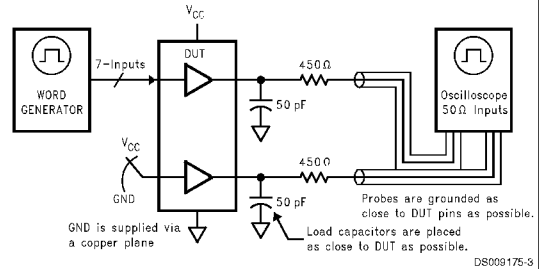 VCC
DUT
7-Inputs
WORD
GENERATOR
450Ω
50 pF
Oscilloscope
50Ω Inputs
VCC
GND
450Ω
50 pF
Probes are grounded as
close to DUT pins as possible.
GND is supplied via
a copper plane
Load capacitors are placed
as close to DUT as possible.
DS009175-3